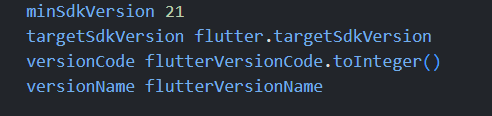 minSdkVersion 21
targetSdkVersion flutter.targetSdkVersion
versionCode flutterVersionCode.toInteger()
versionName flutterVersionName